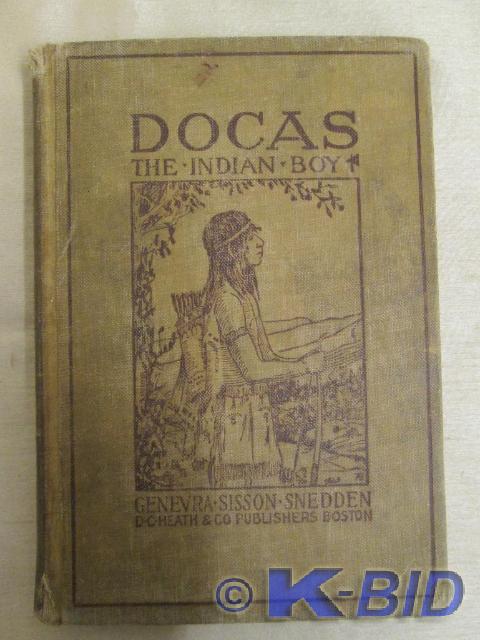 DOCAS
THE·INDIAN·BOY
GENEVRA·SISSON·SNEDDEN
D·C·HEATH & CO PUBLISHERS BOSTON
© K-BID